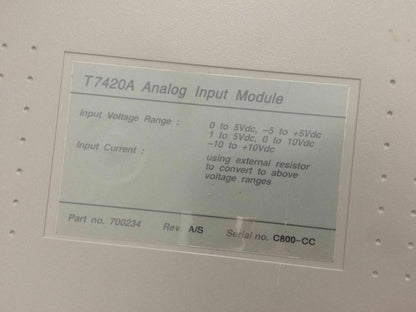 T7420A Analog Input Module
Input Voltage Range : 0 to 5Vdc, -5 to +5Vdc
1 to 5Vdc, 0 to 10Vdc
-10 to +10Vdc
Input Current : using external resistor
to convert to above
voltage ranges
Part no. 700234 Rev. A/S Serial no. C800-CC